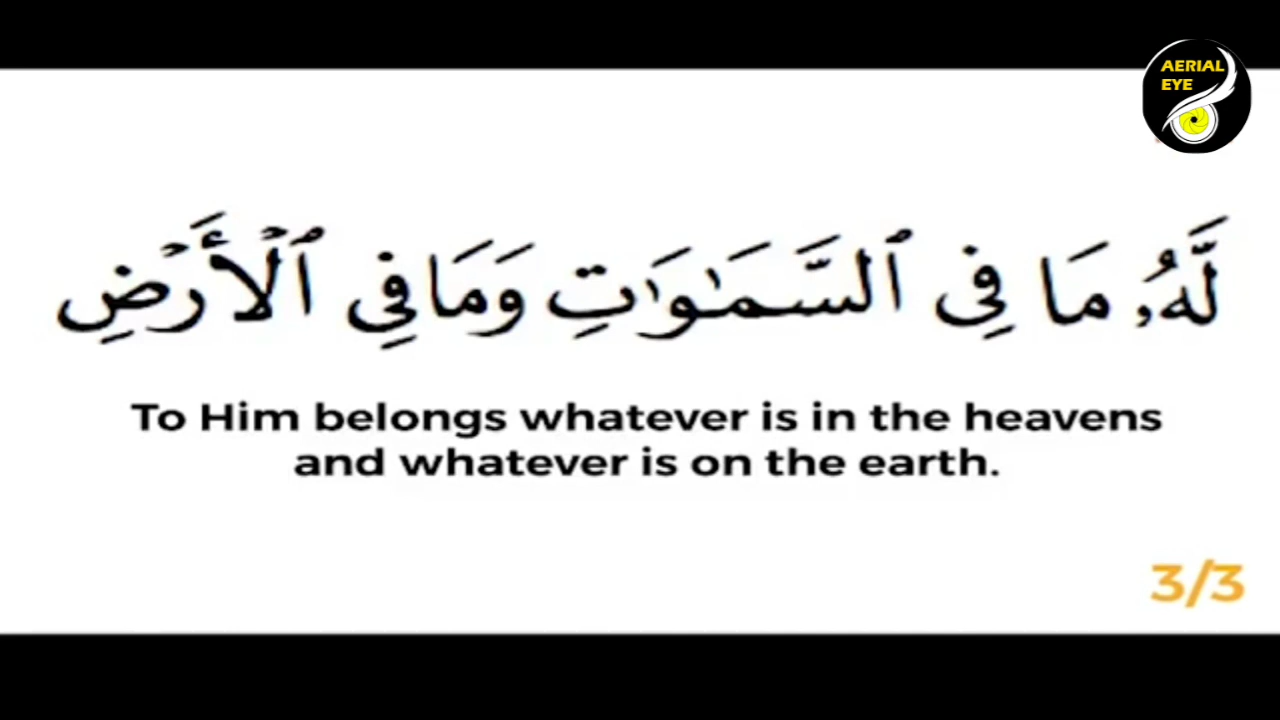 AERIAL
EYE
لَّهُۥ مَا فِى ٱلسَّمَـٰوَٰتِ وَمَا فِى ٱلْأَرْضِ
To Him belongs whatever is in the heavens
and whatever is on the earth.
3/3